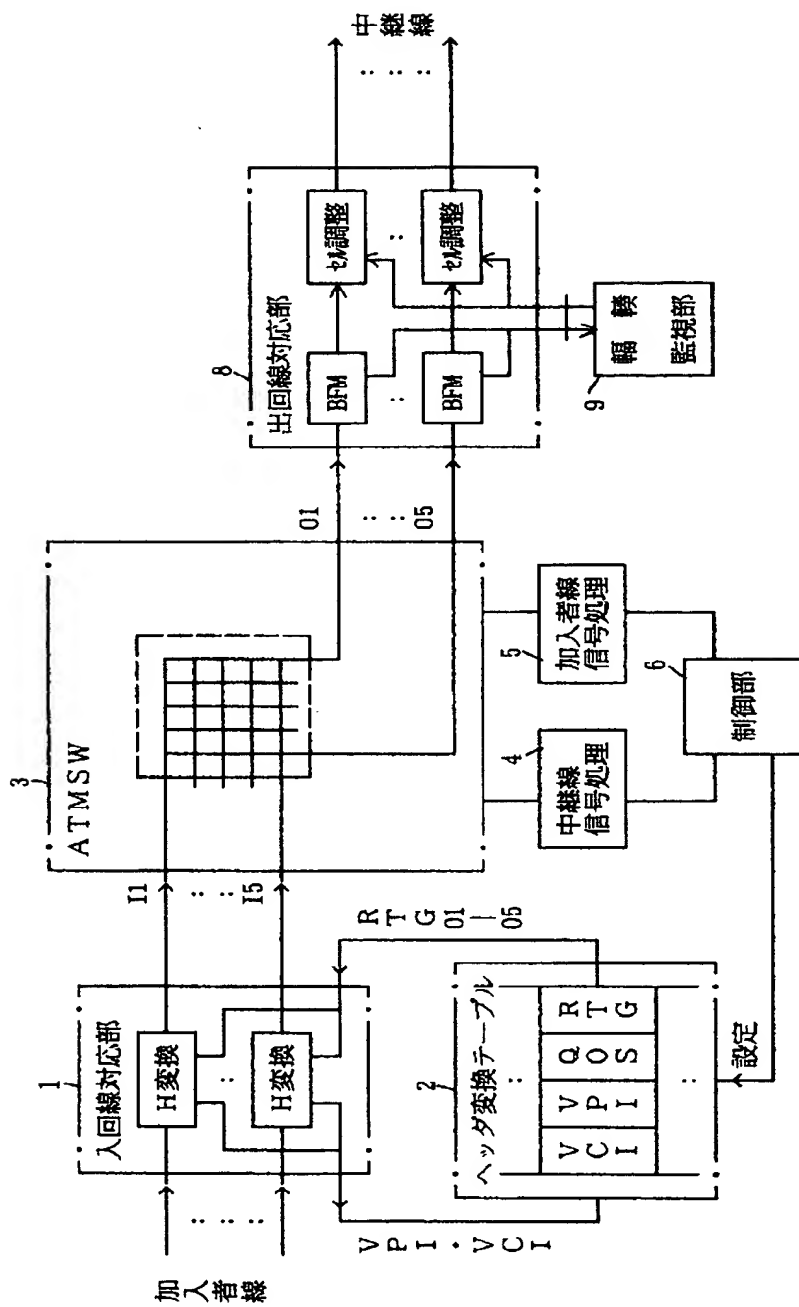 加入者線
1
入回線対応部
H変換
H変換
I1
I5
VPI・VCI
RTG01-05
2
ヘッダ変換テーブル
VCI
VPI
QOS
RTG
設定
3
ATMSW
4
中継線
信号処理
5
加入者線
信号処理
6
制御部
01
05
8
出回線対応部
BFM
BFM
セル調整
セル調整
9
輻輳
監視部
中継線